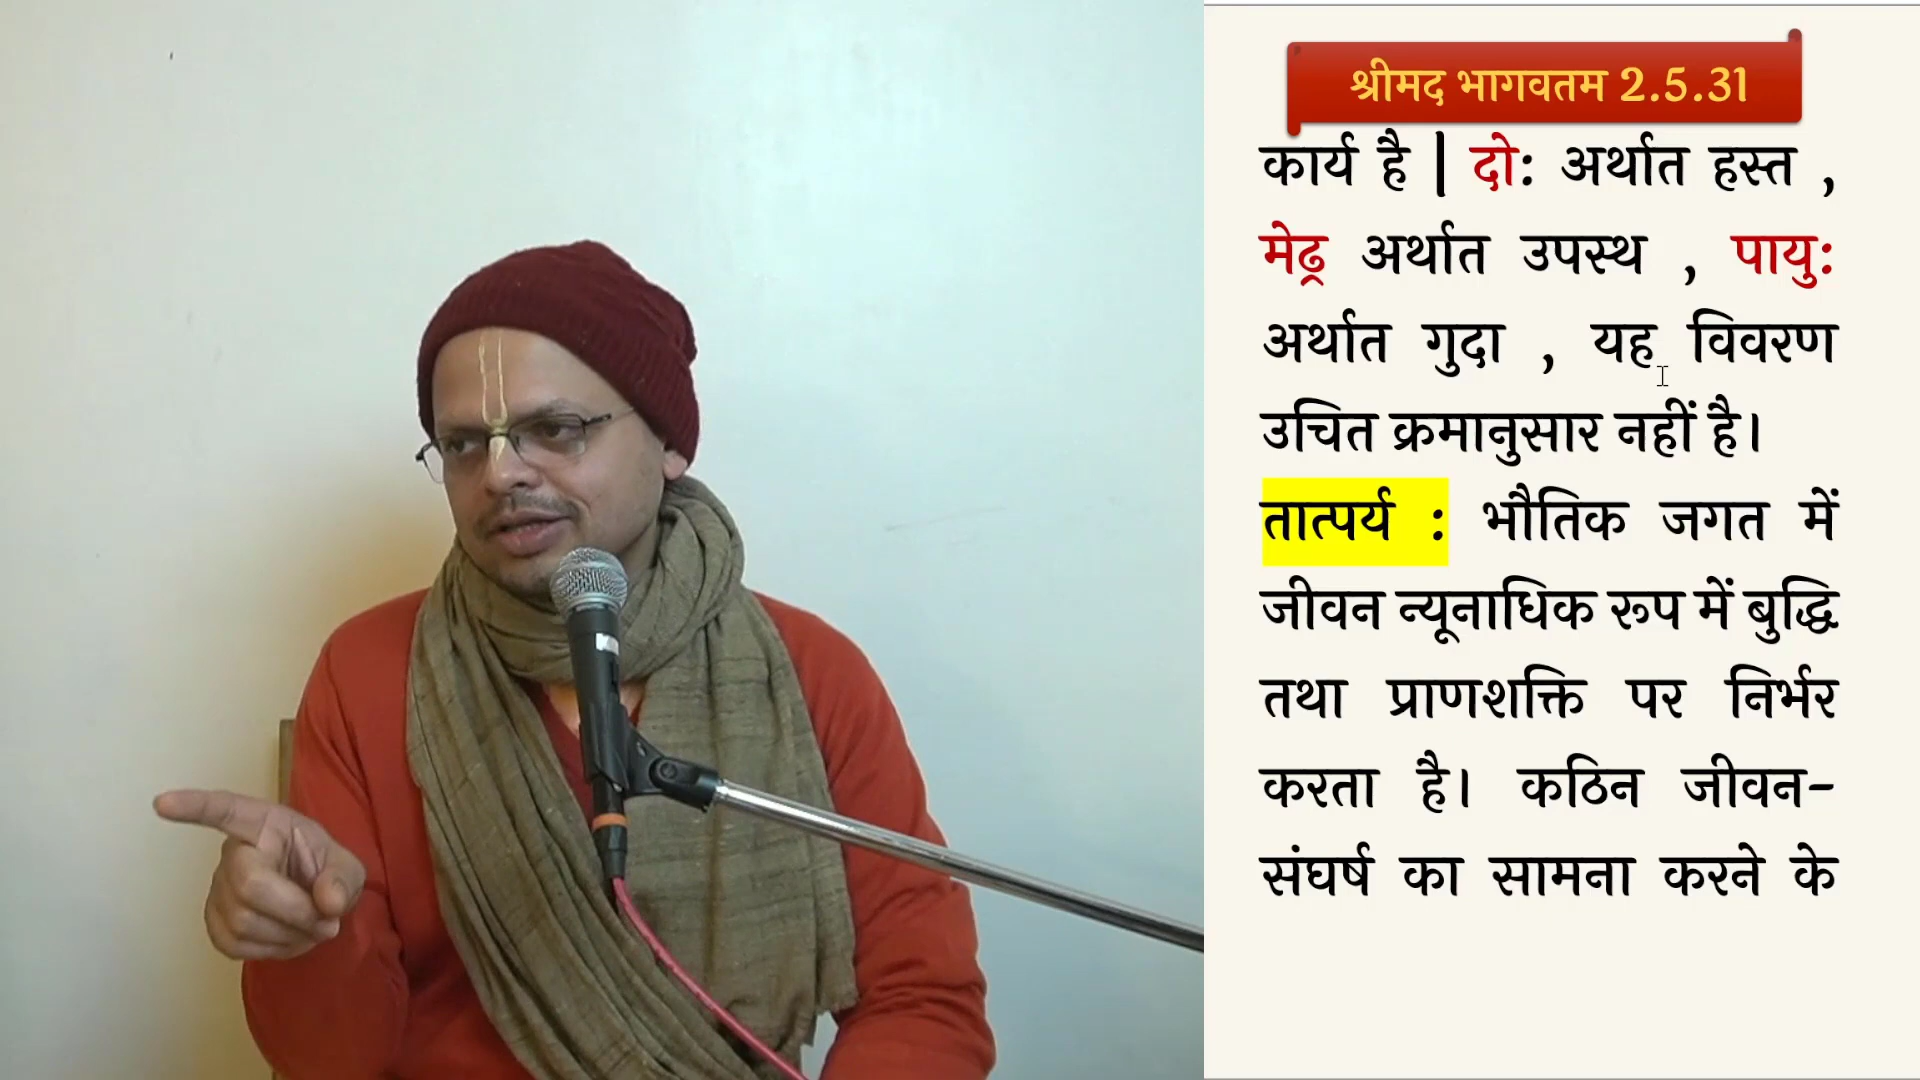 श्रीमद भागवतम 2.5.31
कार्य है | दो: अर्थात हस्त ,
मेढ्र अर्थात उपस्थ , पायु:
अर्थात गुदा , यह विवरण
उचित क्रमानुसार नहीं है।
तात्पर्य : भौतिक जगत में
जीवन न्यूनाधिक रूप में बुद्धि
तथा प्राणशक्ति पर निर्भर
करता है। कठिन जीवन-
संघर्ष का सामना करने के